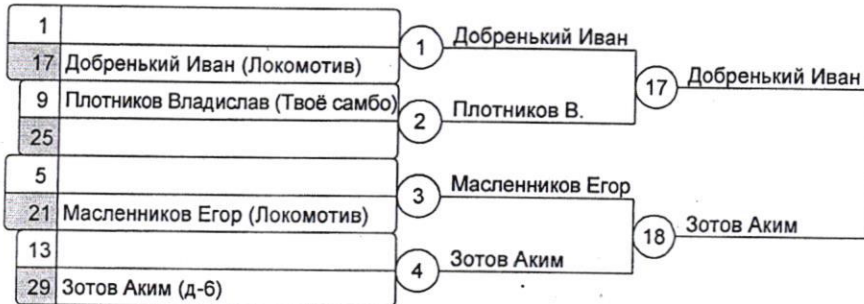 1
17 Добренький Иван (Локомотив)
1 Добренький Иван
9 Плотников Владислав (Твоё самбо)
25
2 Плотников В.
17 Добренький Иван
5
21 Масленников Егор (Локомотив)
3 Масленников Егор
13
29 Зотов Аким (д-6)
4 Зотов Аким
18 Зотов Аким